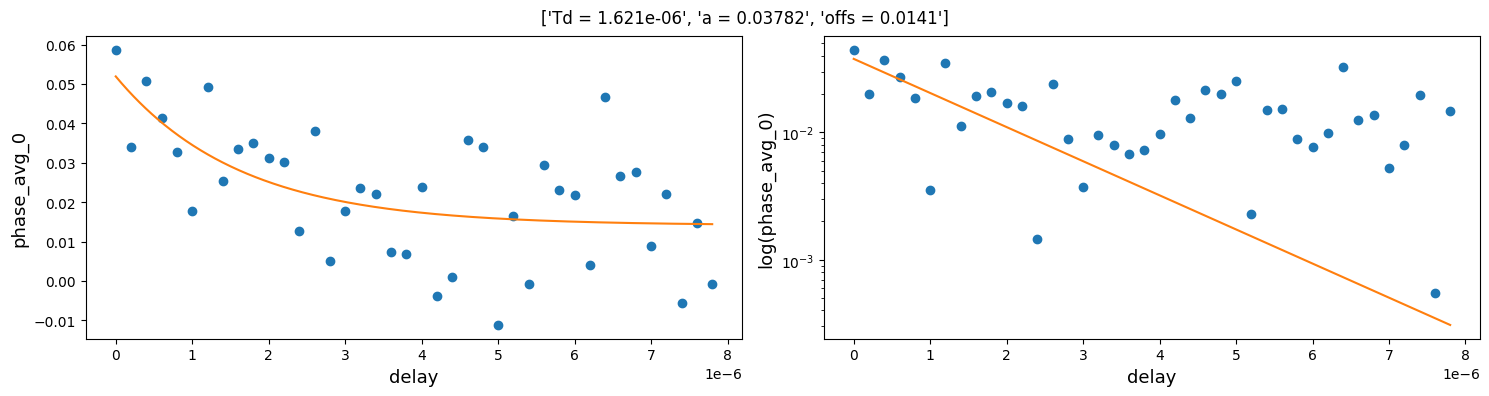 ['Td = 1.621e-06', 'a = 0.03782', 'offs = 0.0141']
phase_avg_0
0.06
0.05
0.04
0.03
0.02
0.01
0.00
−0.01
0 1 2 3 4 5 6 7 8
1e−6
delay
log(phase_avg_0)
10−2
10−3
0 1 2 3 4 5 6 7 8
1e−6
delay